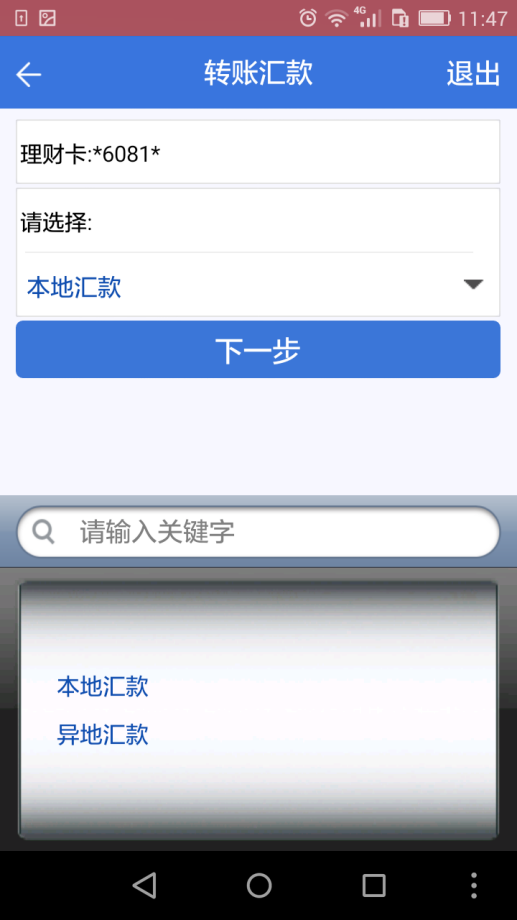 4G 11:47
转账汇款 退出
理财卡:*6081*
请选择:
本地汇款
下一步
请输入关键字
本地汇款
异地汇款